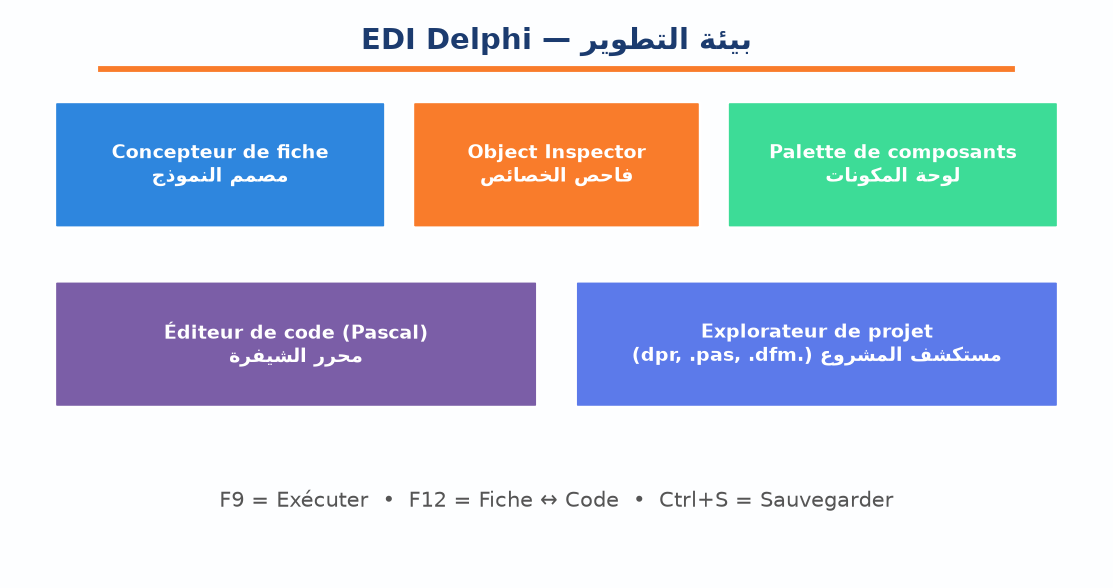 EDI Delphi — بيئة التطوير
Concepteur de fiche
مصمم النموذج
Object Inspector
فاحص الخصائص
Palette de composants
لوحة المكونات
Éditeur de code (Pascal)
محرر الشيفرة
Explorateur de projet
(dpr, .pas, .dfm.) مستكشف المشروع
F9 = Exécuter • F12 = Fiche ↔ Code • Ctrl+S = Sauvegarder